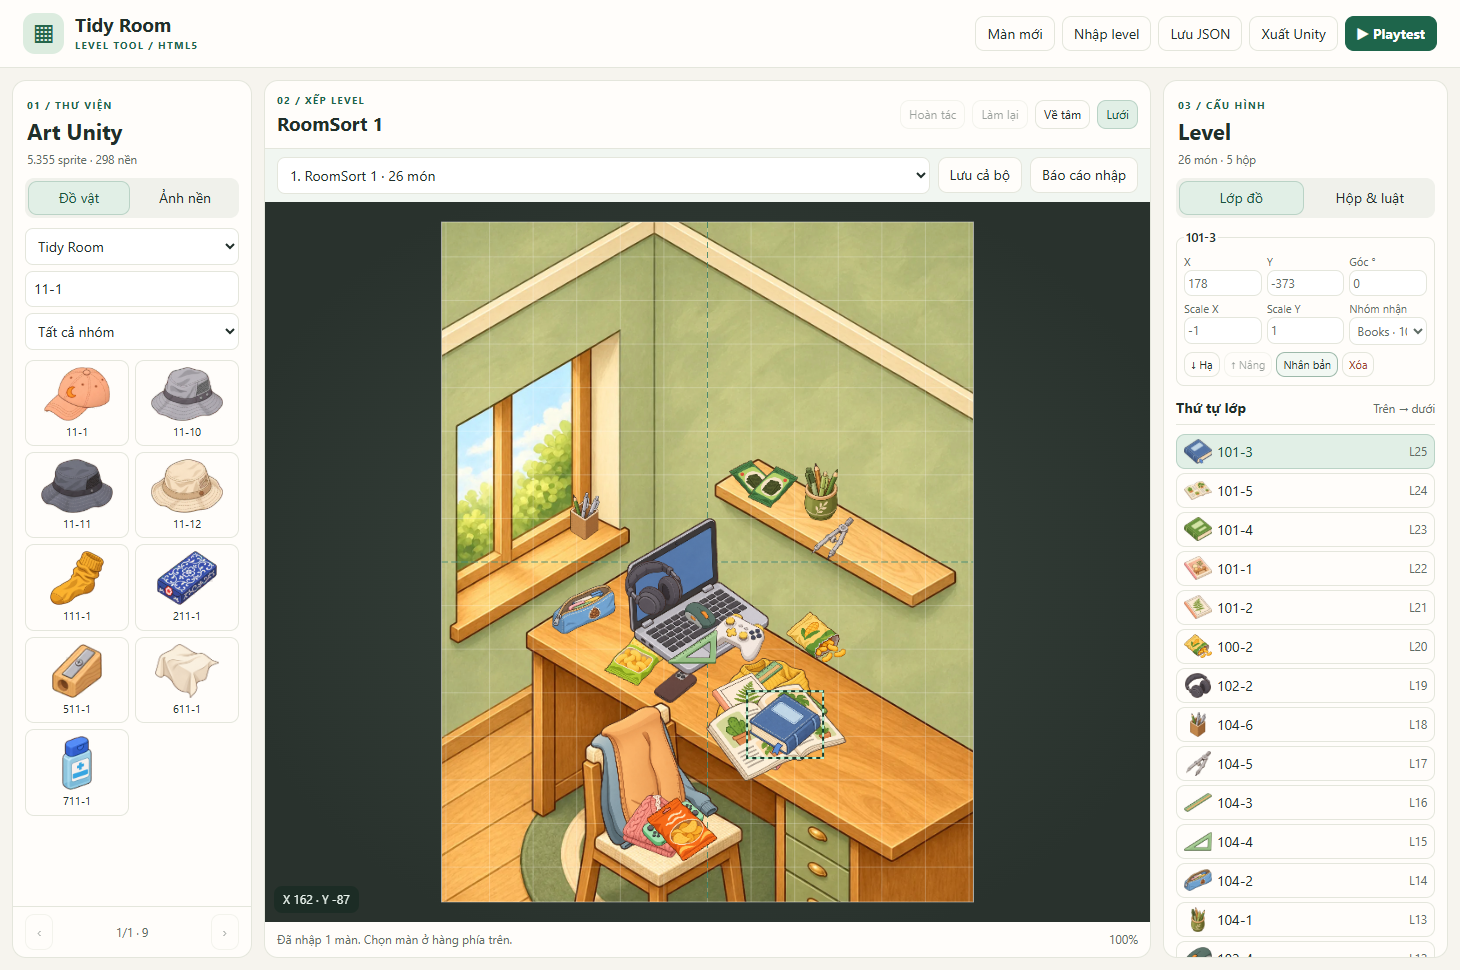 Tidy Room
LEVEL TOOL / HTML5
Màn mới
Nhập level
Lưu JSON
Xuất Unity
▶ Playtest
01 / THƯ VIỆN
Art Unity
5.355 sprite · 298 nền
Đồ vật
Ảnh nền
Tidy Room
11-1
Tất cả nhóm
11-1
11-10
11-11
11-12
111-1
211-1
511-1
611-1
711-1
‹
1/1 · 9
›
02 / XẾP LEVEL
RoomSort 1
Hoàn tác
Làm lại
Về tâm
Lưới
1. RoomSort 1 · 26 món
Lưu cả bộ
Báo cáo nhập
X 162 · Y -87
Đã nhập 1 màn. Chọn màn ở hàng phía trên.
100%
03 / CẤU HÌNH
Level
26 món · 5 hộp
Lớp đồ
Hộp & luật
101-3
X
Y
Góc °
178
-373
0
Scale X
Scale Y
Nhóm nhận
-1
1
Books · 10
↓ Hạ
↑ Nâng
Nhân bản
Xóa
Thứ tự lớp
Trên → dưới
101-3
L25
101-5
L24
101-4
L23
101-1
L22
101-2
L21
100-2
L20
102-2
L19
104-6
L18
104-5
L17
104-3
L16
104-4
L15
104-2
L14
104-1
L13